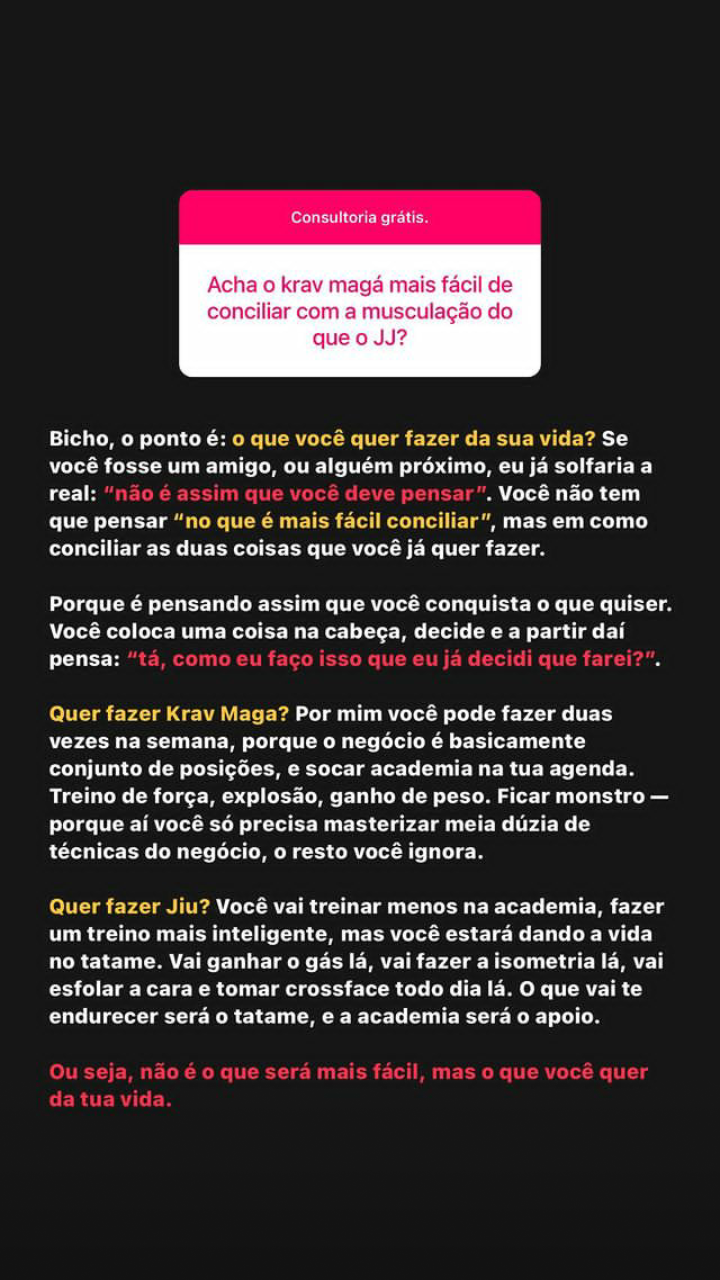 Consultoria grátis.
Acha o krav magá mais fácil de
conciliar com a musculação do
que o JJ?
Bicho, o ponto é: o que você quer fazer da sua vida? Se
você fosse um amigo, ou alguém próximo, eu já solfaria a
real: “não é assim que você deve pensar”. Você não tem
que pensar “no que é mais fácil conciliar”, mas em como
conciliar as duas coisas que você já quer fazer.
Porque é pensando assim que você conquista o que quiser.
Você coloca uma coisa na cabeça, decide e a partir daí
pensa: “tá, como eu faço isso que eu já decidi que farei?”.
Quer fazer Krav Maga? Por mim você pode fazer duas
vezes na semana, porque o negócio é basicamente
conjunto de posições, e socar academia na tua agenda.
Treino de força, explosão, ganho de peso. Ficar monstro —
porque aí você só precisa masterizar meia dúzia de
técnicas do negócio, o resto você ignora.
Quer fazer Jiu? Você vai treinar menos na academia, fazer
um treino mais inteligente, mas você estará dando a vida
no tatame. Vai ganhar o gás lá, vai fazer a isometria lá, vai
esfolar a cara e tomar crossface todo dia lá. O que vai te
endurecer será o tatame, e a academia será o apoio.
Ou seja, não é o que será mais fácil, mas o que você quer
da tua vida.